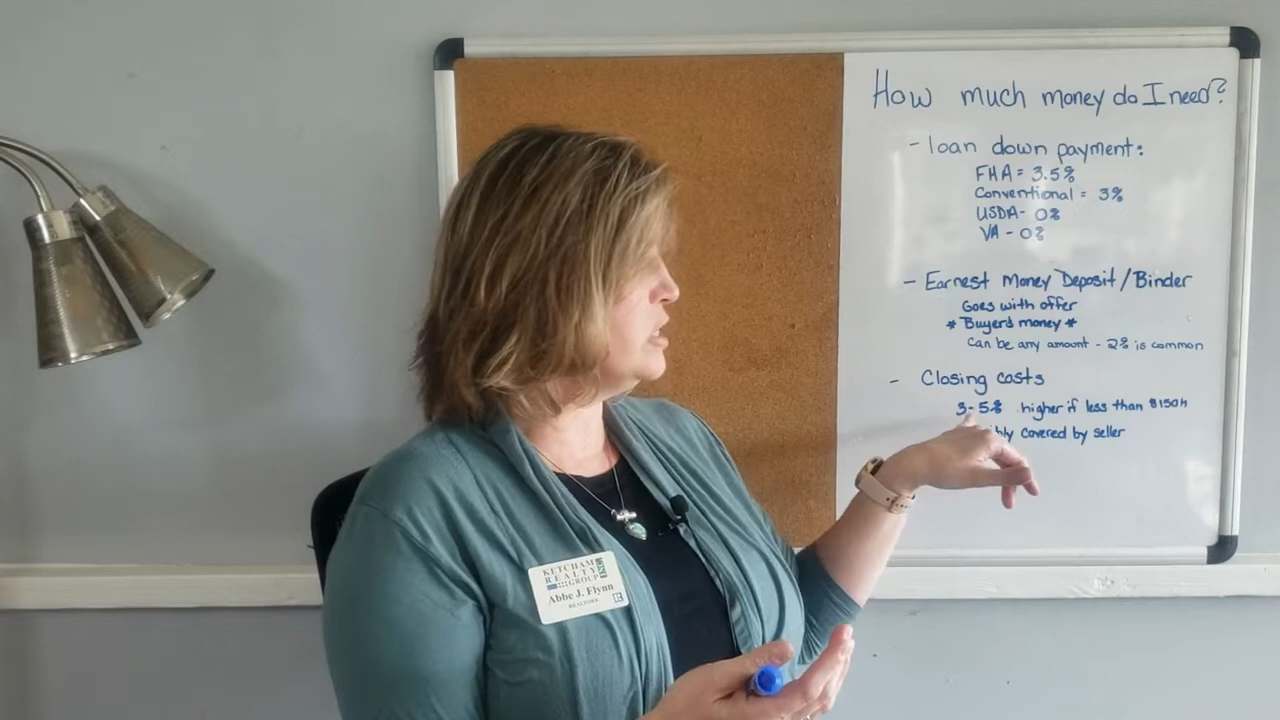 How much money do I need?
- loan down payment:
FHA = 3.5%
Conventional = 3%
USDA- 0%
VA - 0%
- Earnest Money Deposit/Binder
Goes with offer
* Buyers money *
Can be any amount - 2% is common
- Closing costs
3-5% higher if less than $150K
covered by seller
KETCHAM
REALTY
GROUP
Abbe J. Flynn
REALTOR®